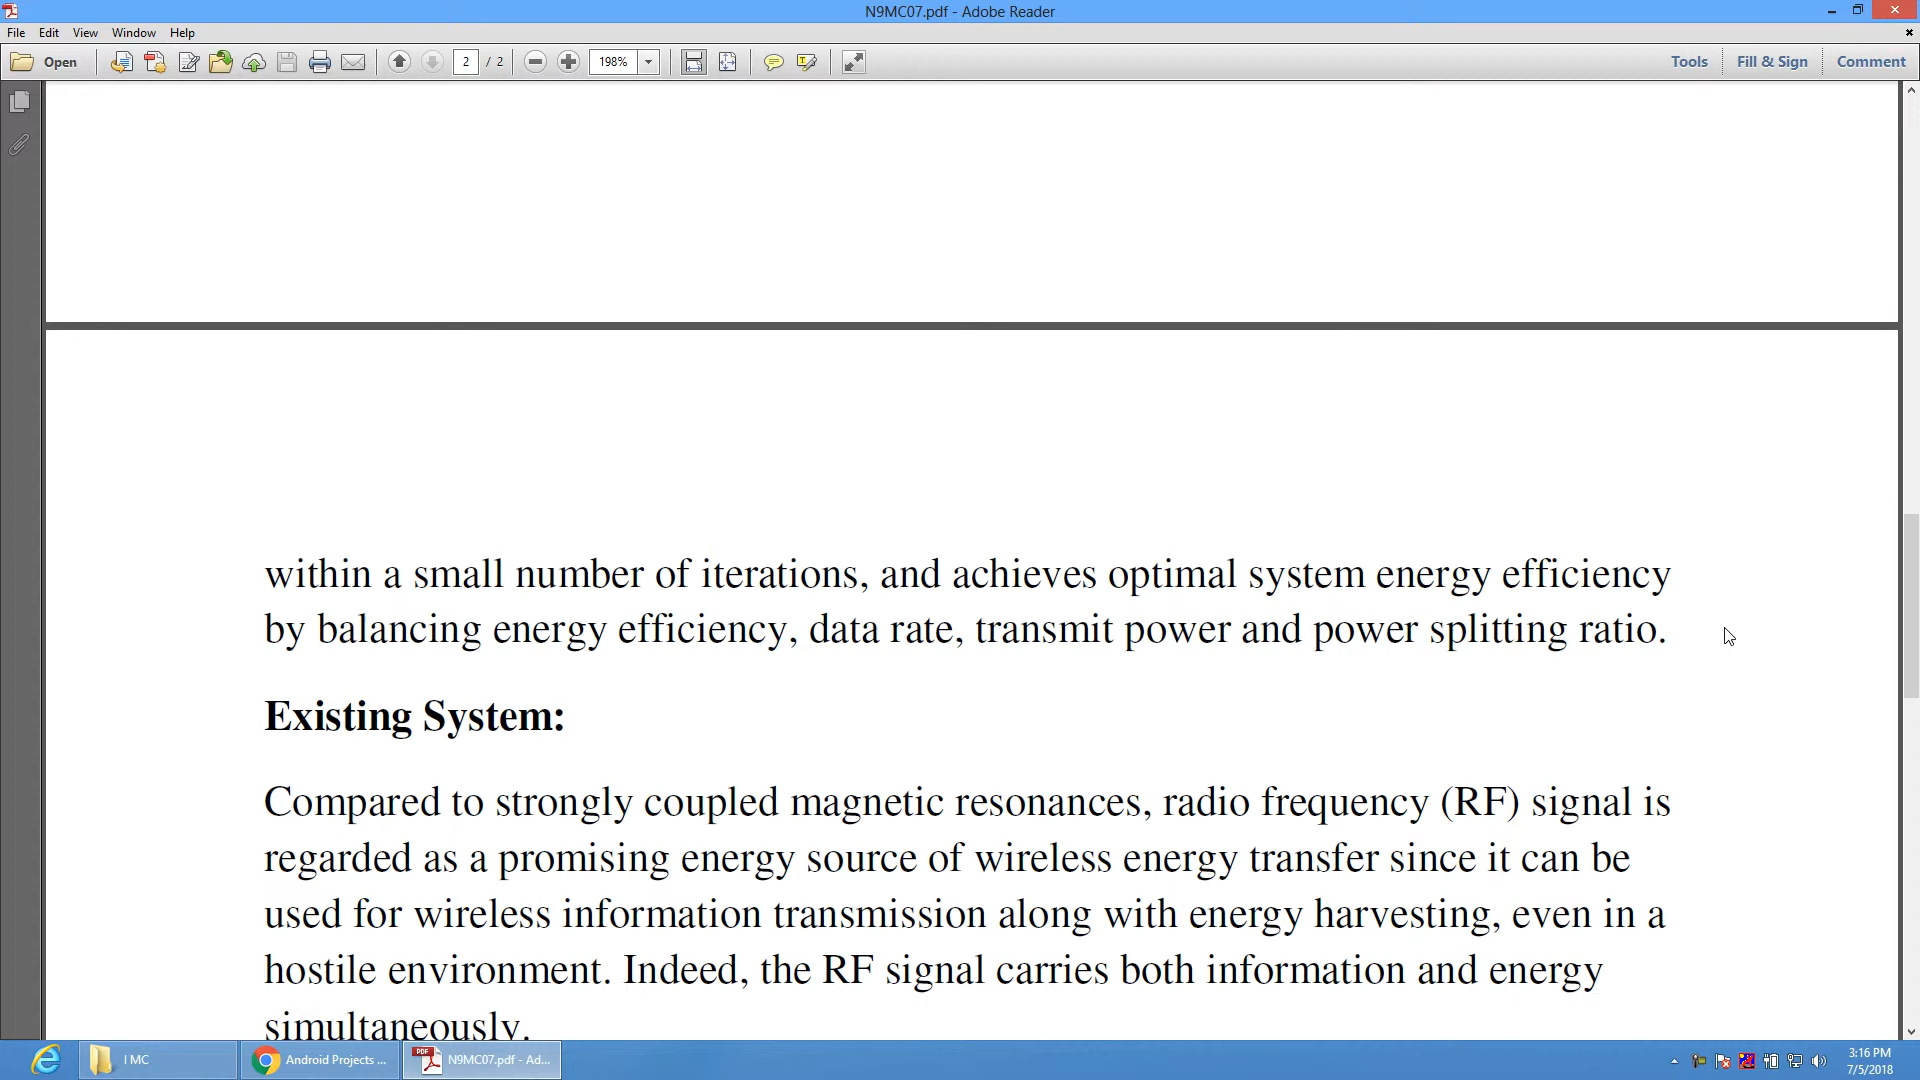 N9MC07.pdf - Adobe Reader
File Edit View Window Help
Open 2 / 2 198% Tools Fill & Sign Comment
within a small number of iterations, and achieves optimal system energy efficiency
by balancing energy efficiency, data rate, transmit power and power splitting ratio.
Existing System:
Compared to strongly coupled magnetic resonances, radio frequency (RF) signal is
regarded as a promising energy source of wireless energy transfer since it can be
used for wireless information transmission along with energy harvesting, even in a
hostile environment. Indeed, the RF signal carries both information and energy
simultaneously.
I MC Android Projects ... N9MC07.pdf - Ad...
3:16 PM
7/5/2018